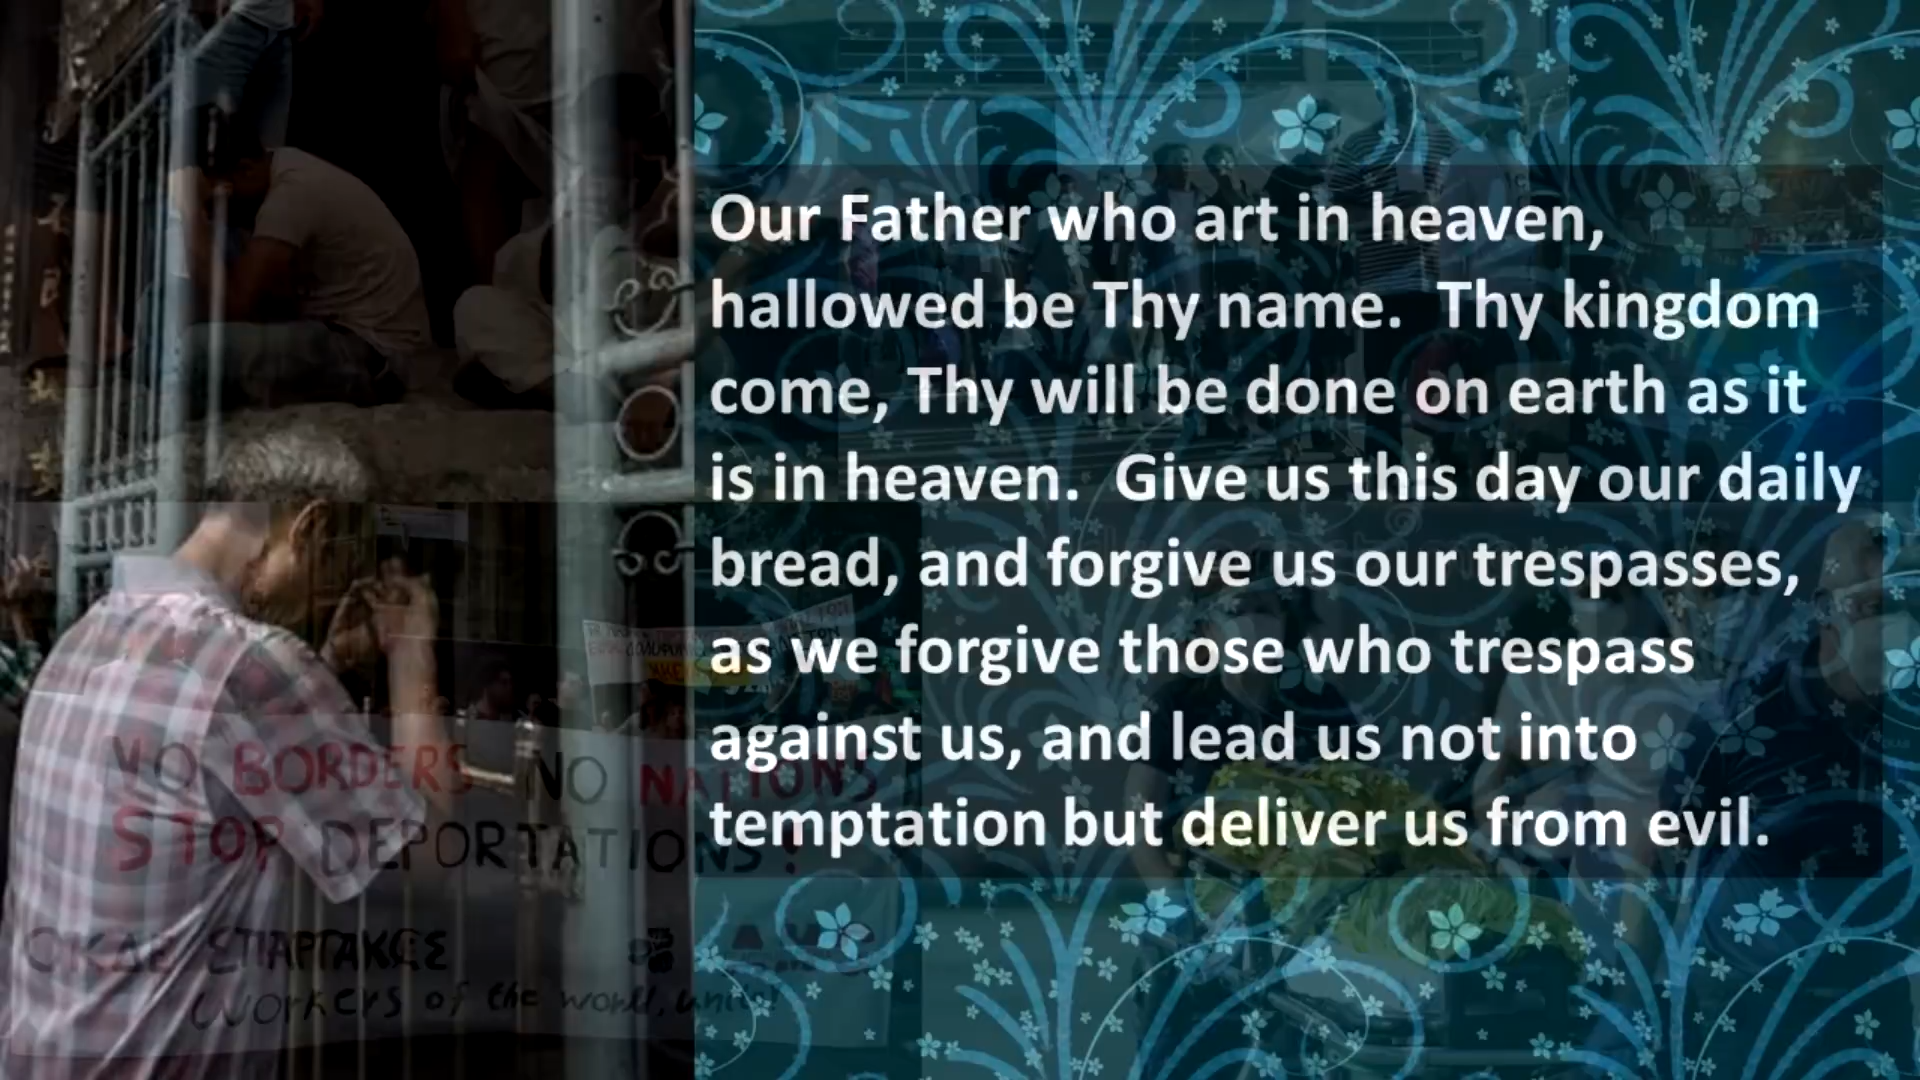 Our Father who art in heaven,
hallowed be Thy name. Thy kingdom
come, Thy will be done on earth as it
is in heaven. Give us this day our daily
bread, and forgive us our trespasses,
as we forgive those who trespass
against us, and lead us not into
temptation but deliver us from evil.
NO BORDERS NO NATIONS
STOP DEPORTATIONS!
ΟΚΔΕ ΣΠΑΡΤΑΚΟΣ
workers of the world, unite!